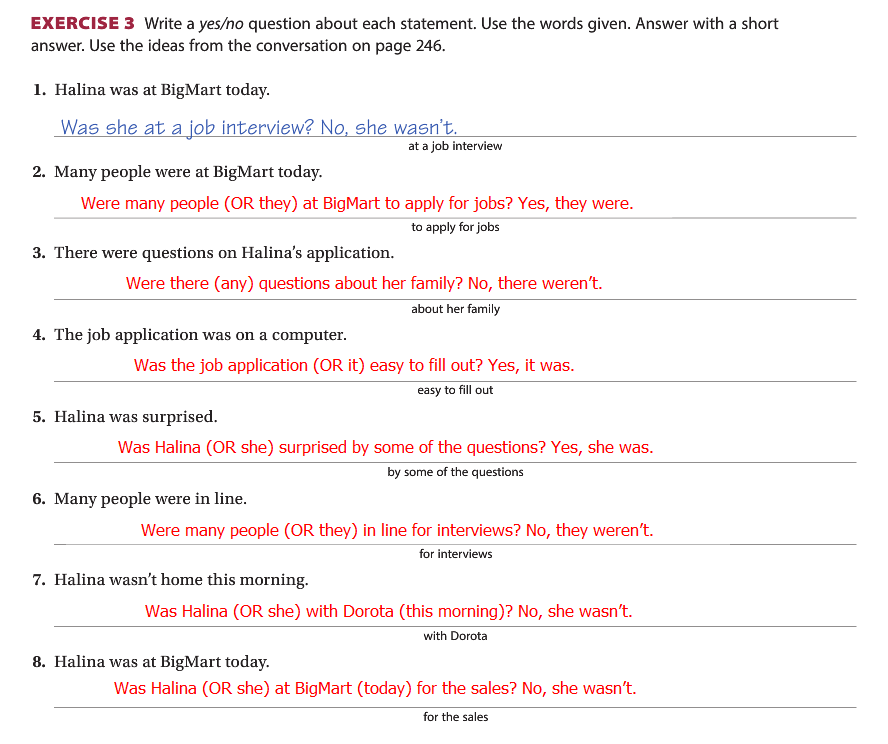 EXERCISE 3 Write a yes/no question about each statement. Use the words given. Answer with a short
answer. Use the ideas from the conversation on page 246.
1. Halina was at BigMart today.
Was she at a job interview? No, she wasn't.
at a job interview
2. Many people were at BigMart today.
Were many people (OR they) at BigMart to apply for jobs? Yes, they were.
to apply for jobs
3. There were questions on Halina's application.
Were there (any) questions about her family? No, there weren't.
about her family
4. The job application was on a computer.
Was the job application (OR it) easy to fill out? Yes, it was.
easy to fill out
5. Halina was surprised.
Was Halina (OR she) surprised by some of the questions? Yes, she was.
by some of the questions
6. Many people were in line.
Were many people (OR they) in line for interviews? No, they weren't.
for interviews
7. Halina wasn't home this morning.
Was Halina (OR she) with Dorota (this morning)? No, she wasn't.
with Dorota
8. Halina was at BigMart today.
Was Halina (OR she) at BigMart (today) for the sales? No, she wasn't.
for the sales